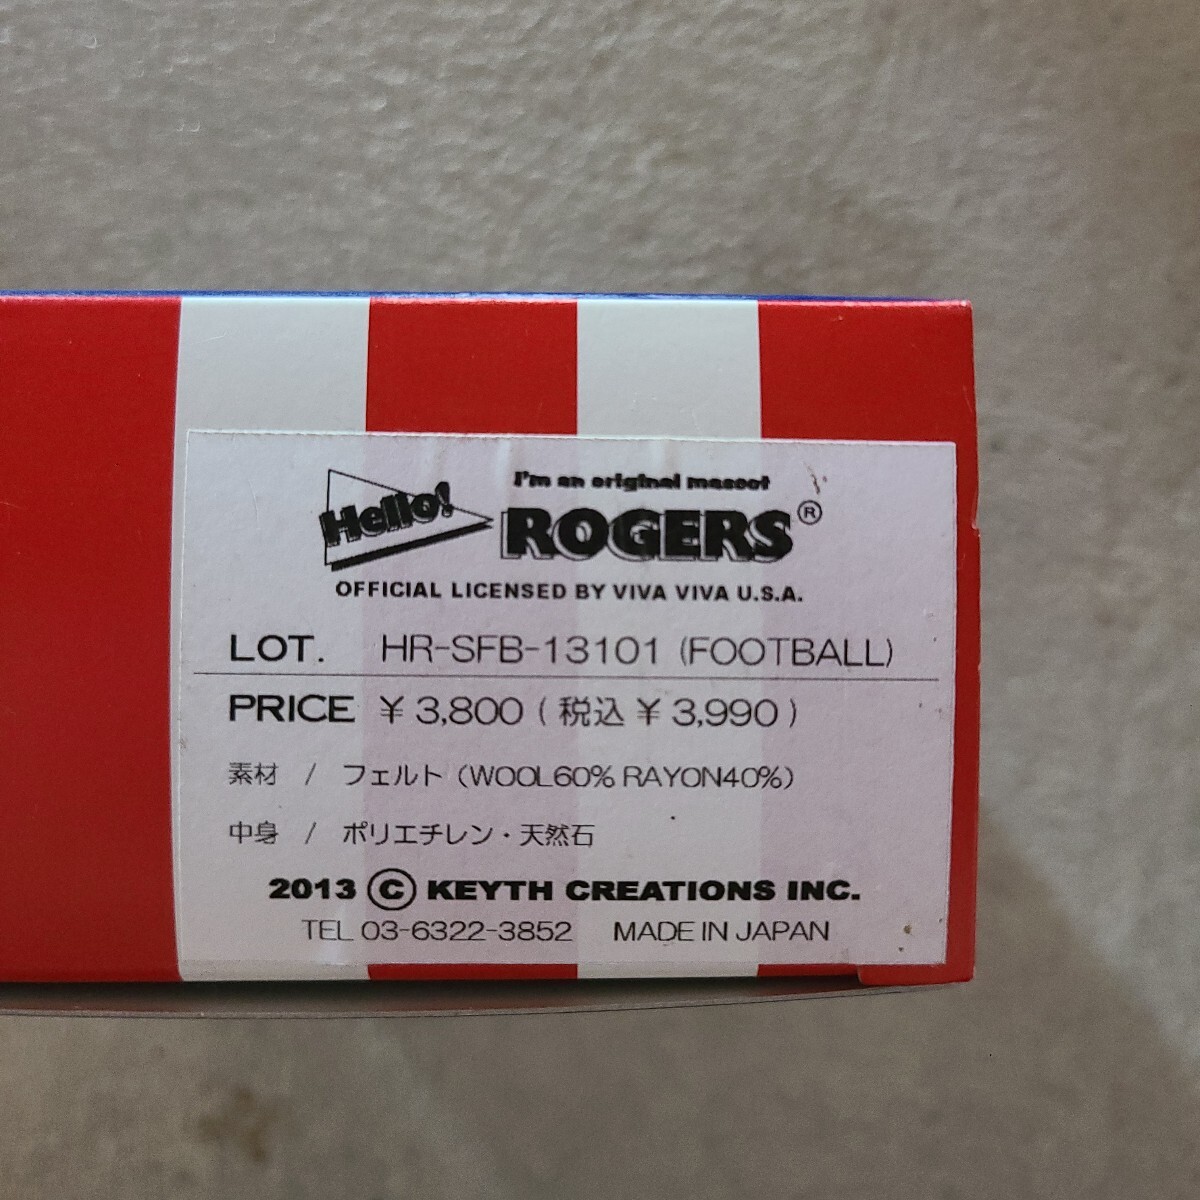 I'm an original mascot
Hello! ROGERS®
OFFICIAL LICENSED BY VIVA VIVA U.S.A.
LOT. HR-SFB-13101 (FOOTBALL)
PRICE ¥3,800 (税込¥3,990)
素材 / フェルト (WOOL60% RAYON40%)
中身 / ポリエチレン・天然石
2013 © KEYTH CREATIONS INC.
TEL 03-6322-3852 MADE IN JAPAN